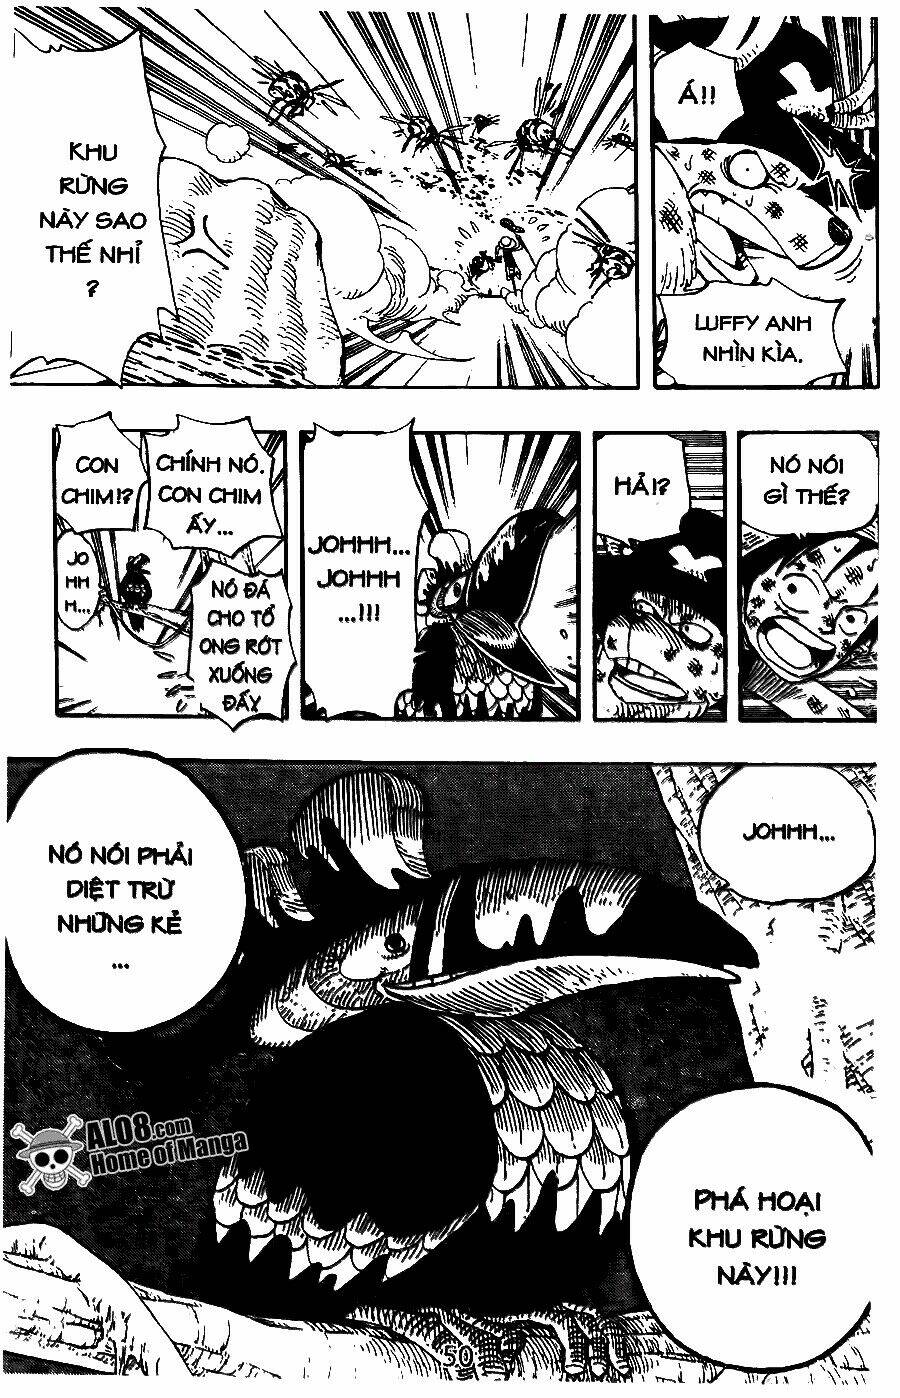 Á!!
LUFFY ANH
NHÌN KÌA.
KHU
RỪNG
NÀY SAO
THẾ NHỈ
?
NÓ NÓI
GÌ THẾ?
HẢ!?
JOHHH...
JOHHH
...!!!
CHÍNH NÓ.
CON CHIM
ẤY...
CON
CHIM!?
NÓ ĐÁ
CHO TỔ
ONG RỚT
XUỐNG
ĐẤY
JO
HH
H...
JOHHH...
NÓ NÓI PHẢI
DIỆT TRỪ
NHỮNG KẺ
...
PHÁ HOẠI
KHU RỪNG
NÀY!!!
ALO8.com
Home of Manga
50